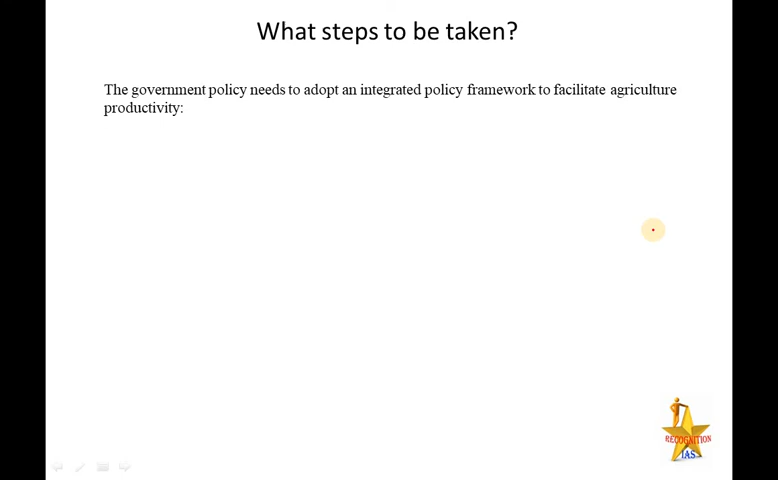 What steps to be taken?
The government policy needs to adopt an integrated policy framework to facilitate agriculture
productivity:
RECOGNITION
IAS